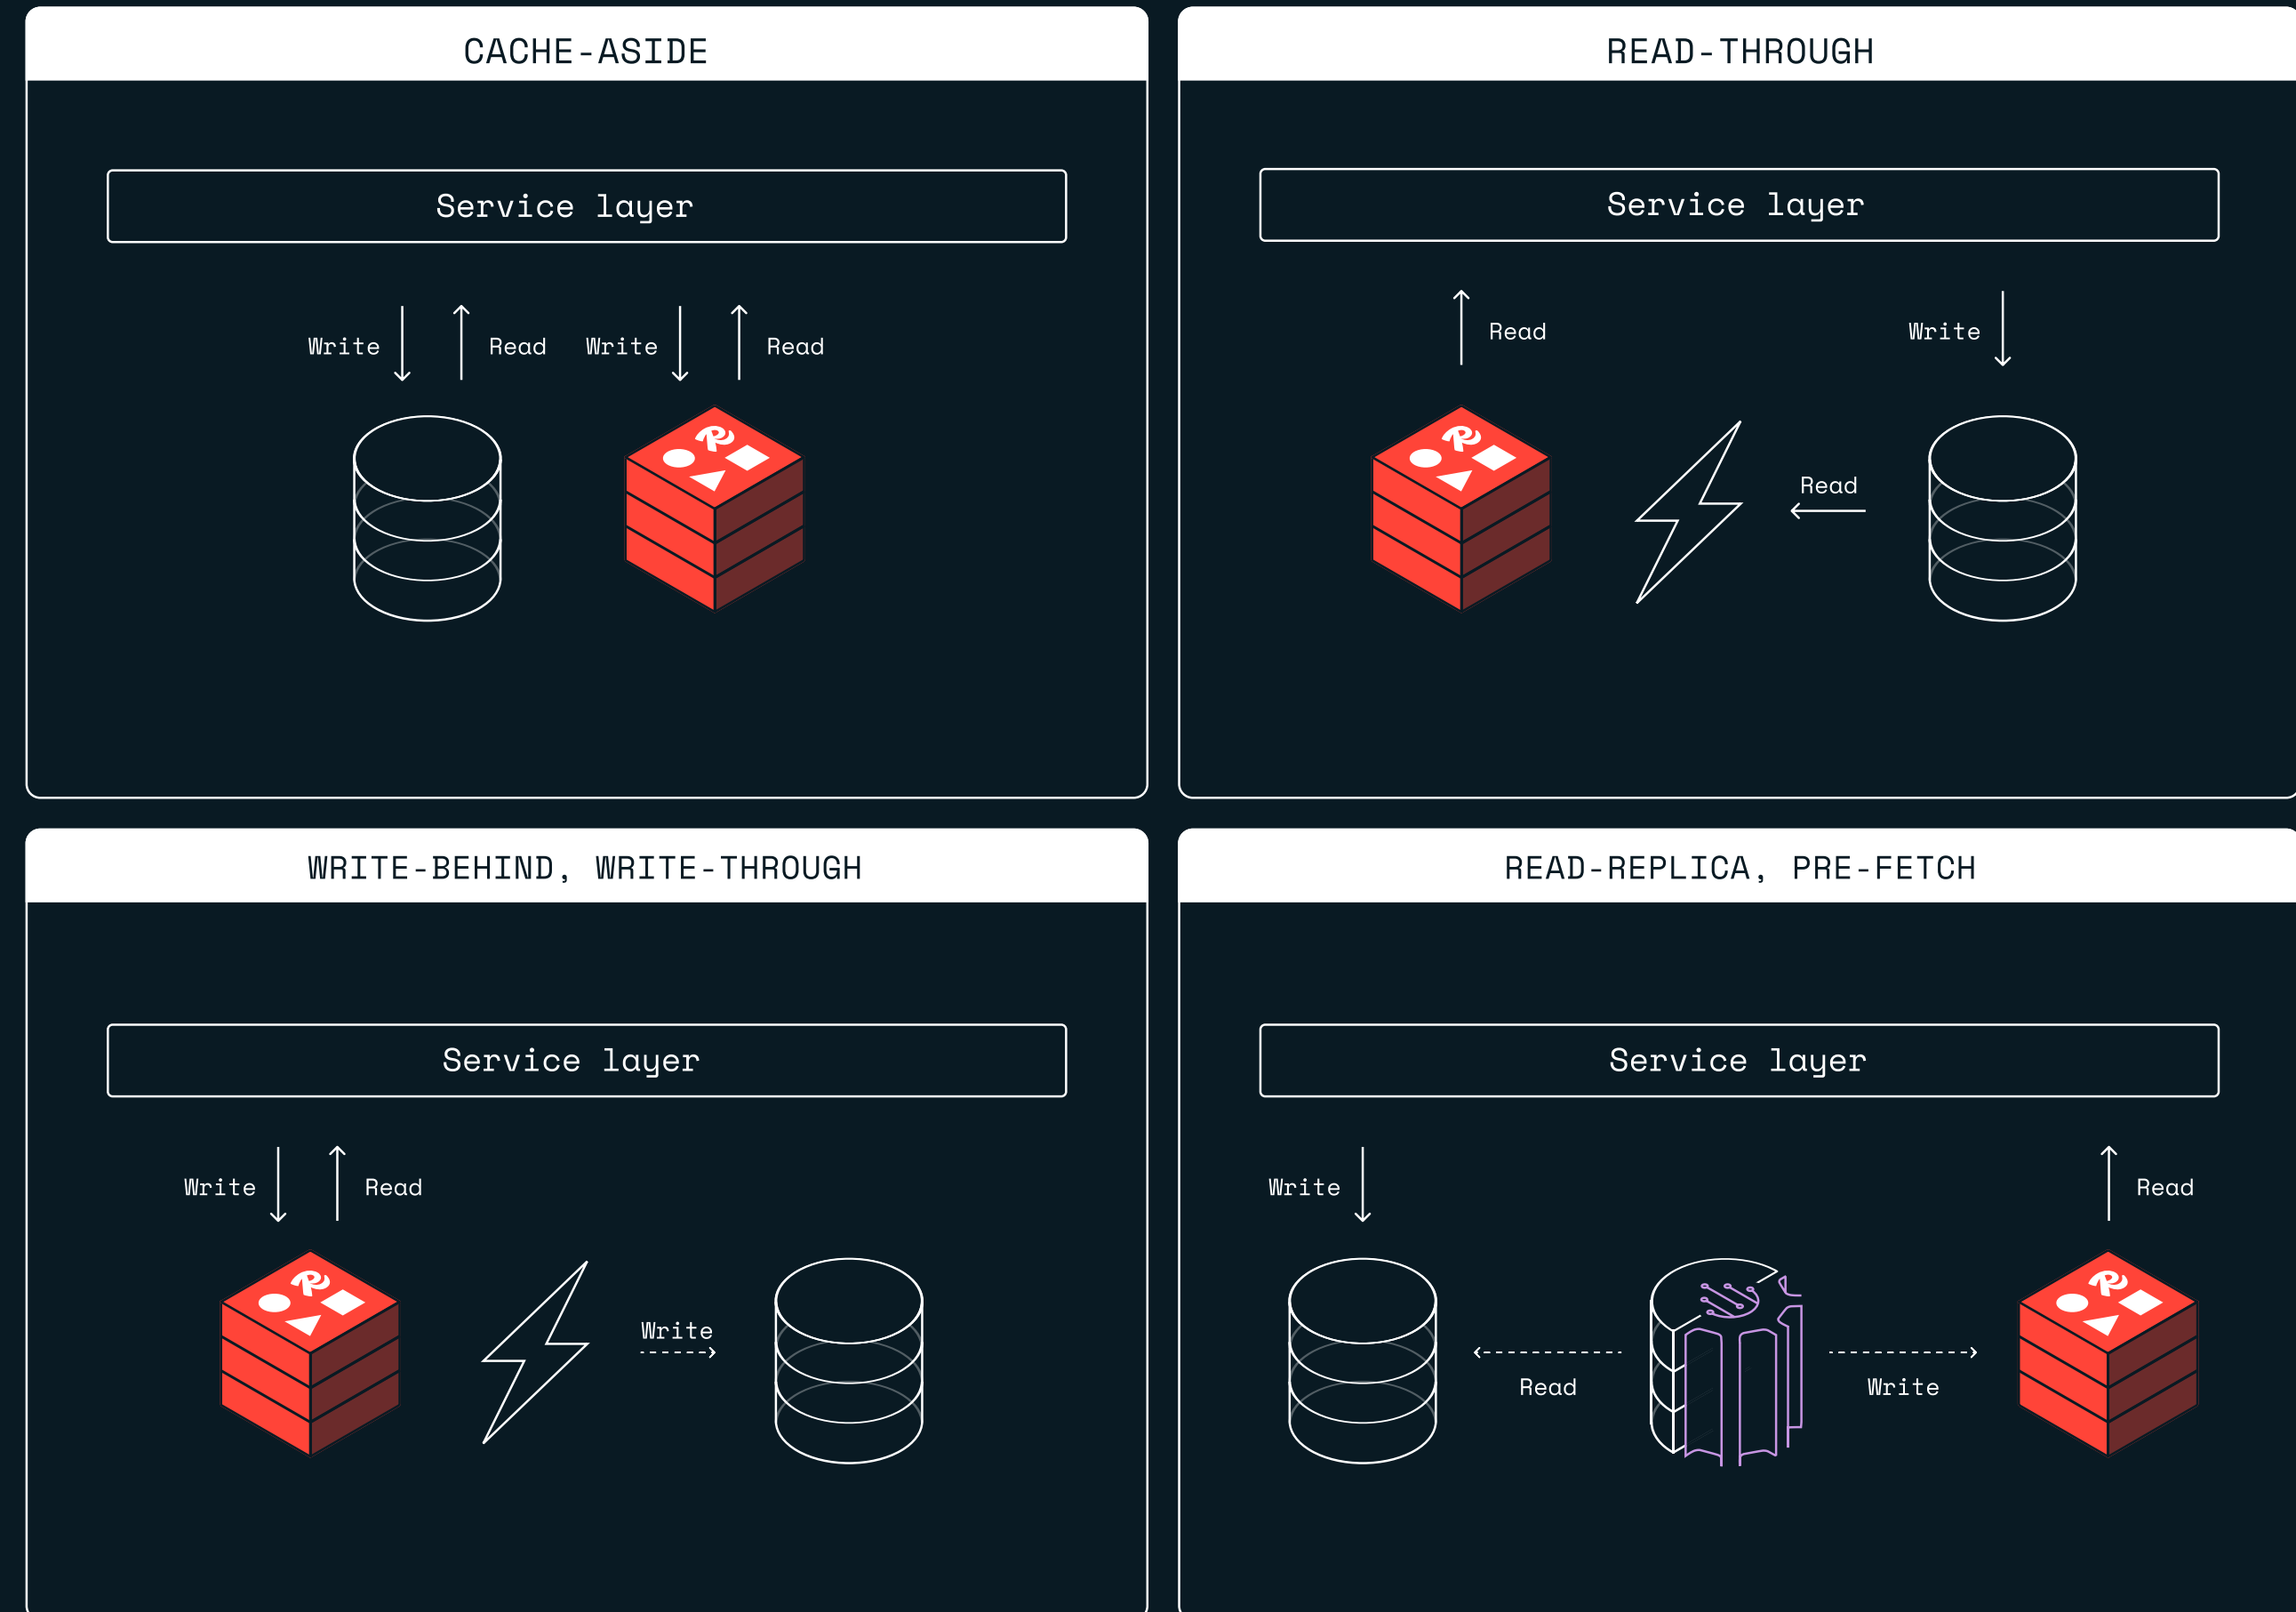 CACHE-ASIDE
Service layer
Write
Read
Write
Read
READ-THROUGH
Service layer
Read
Write
Read
WRITE-BEHIND, WRITE-THROUGH
Service layer
Write
Read
Write
READ-REPLICA, PRE-FETCH
Service layer
Write
Read
Read
Write